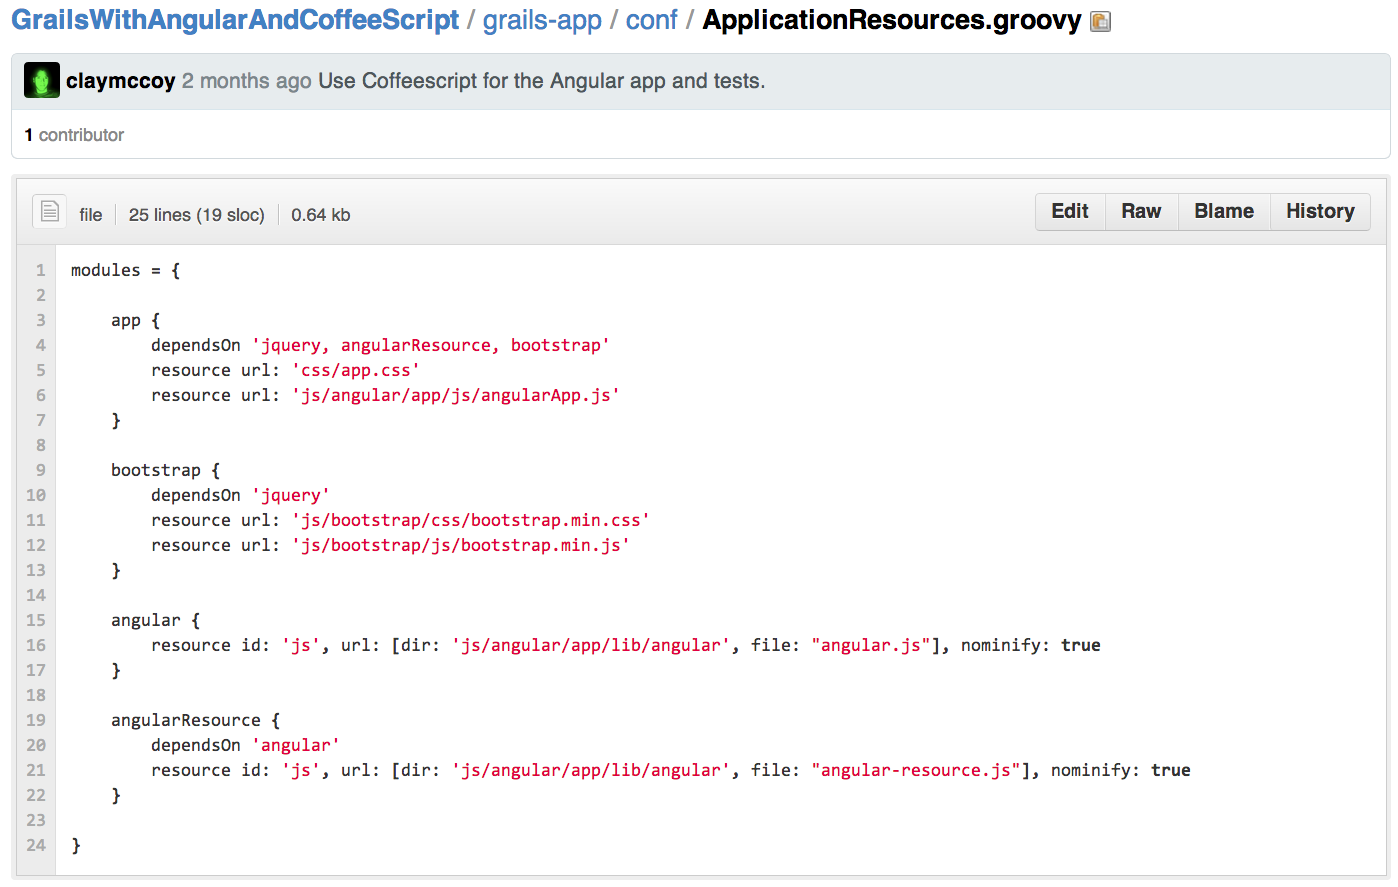 GrailsWithAngularAndCoffeeScript / grails-app / conf / ApplicationResources.groovy
claymccoy 2 months ago Use Coffeescript for the Angular app and tests.
1 contributor
file 25 lines (19 sloc) 0.64 kb Edit Raw Blame History
1 modules = {
2
3     app {
4         dependsOn 'jquery, angularResource, bootstrap'
5         resource url: 'css/app.css'
6         resource url: 'js/angular/app/js/angularApp.js'
7     }
8
9     bootstrap {
10         dependsOn 'jquery'
11         resource url: 'js/bootstrap/css/bootstrap.min.css'
12         resource url: 'js/bootstrap/js/bootstrap.min.js'
13     }
14
15     angular {
16         resource id: 'js', url: [dir: 'js/angular/app/lib/angular', file: "angular.js"], nominify: true
17     }
18
19     angularResource {
20         dependsOn 'angular'
21         resource id: 'js', url: [dir: 'js/angular/app/lib/angular', file: "angular-resource.js"], nominify: true
22     }
23
24 }